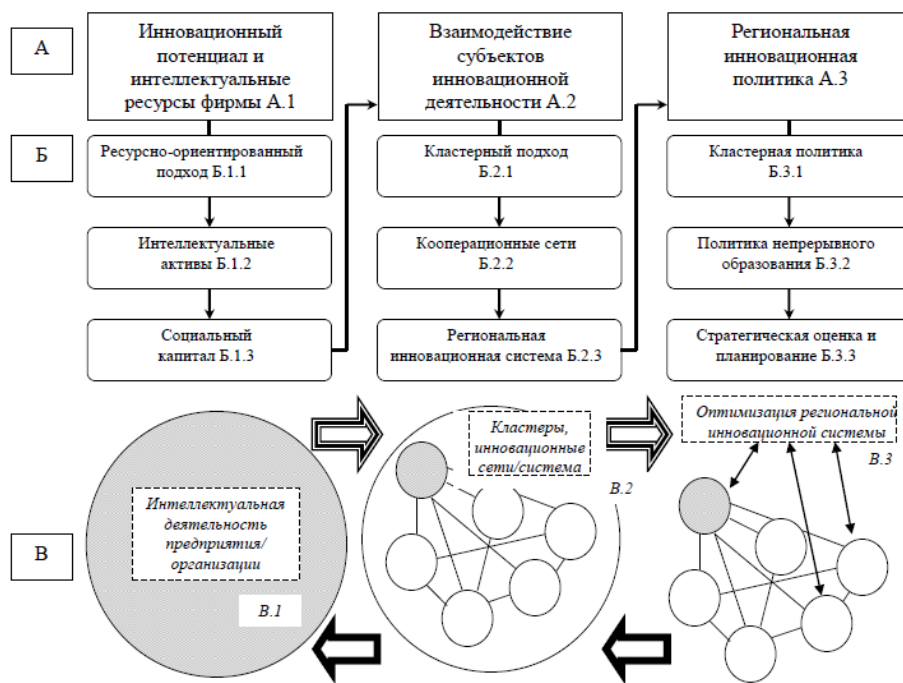 А
Инновационный
потенциал и
интеллектуальные
ресурсы фирмы А.1
Взаимодействие
субъектов
инновационной
деятельности А.2
Региональная
инновационная
политика А.3
Б
Ресурсно-ориентированный
подход Б.1.1
Кластерный подход
Б.2.1
Кластерная политика
Б.3.1
Интеллектуальные
активы Б.1.2
Кооперационные сети
Б.2.2
Политика непрерывного
образования Б.3.2
Социальный
капитал Б.1.3
Региональная
инновационная система Б.2.3
Стратегическая оценка и
планирование Б.3.3
В
Интеллектуальная
деятельность
предприятия/
организации
В.1
Кластеры,
инновационные
сети/система
В.2
Оптимизация региональной
инновационной системы
В.3